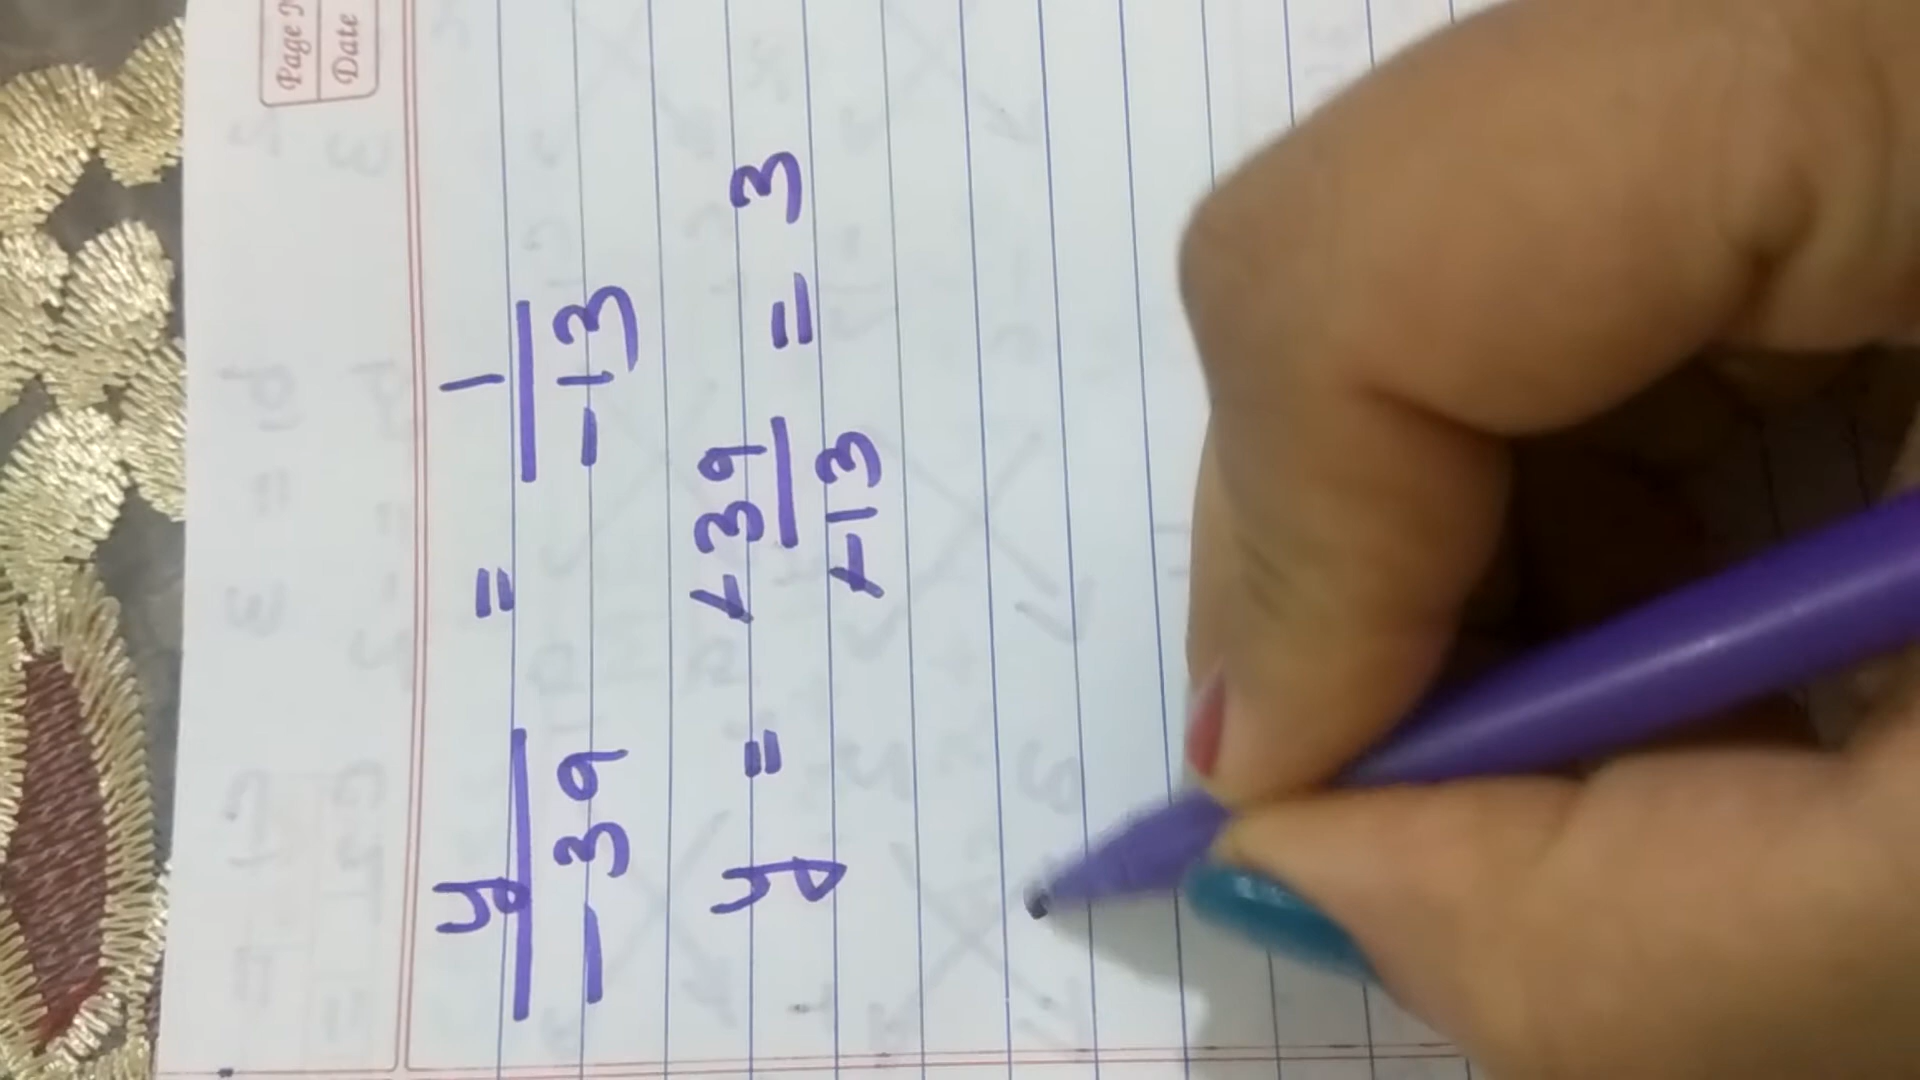 Page N
Date
y/-39 = 1/-13
y = -39/-13 = 3